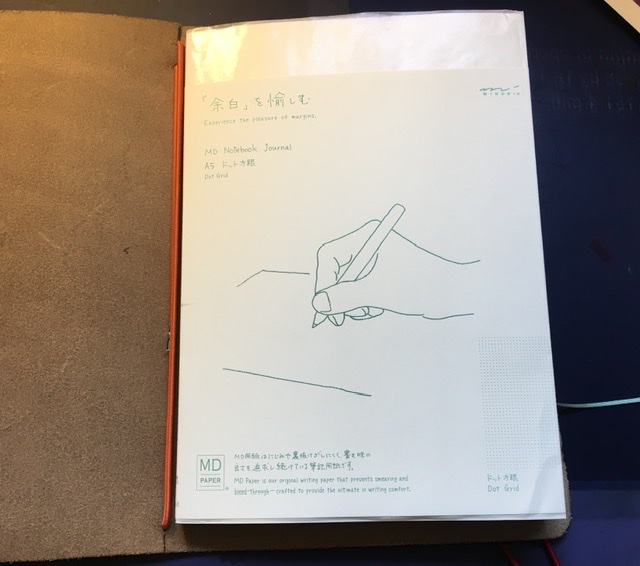 「余白」を愉しむ
Experience the pleasure of margins.
MIDORI
MD Notebook Journal
A5 ドット方眼
Dot Grid
MD用紙はにじみや裏抜けがしにくく、書き味の
良さを追求し続けている筆記用紙です。
MD Paper is our original writing paper that prevents smearing and
bleed-through—crafted to provide the ultimate in writing comfort.
MD
PAPER
ドット方眼
Dot Grid